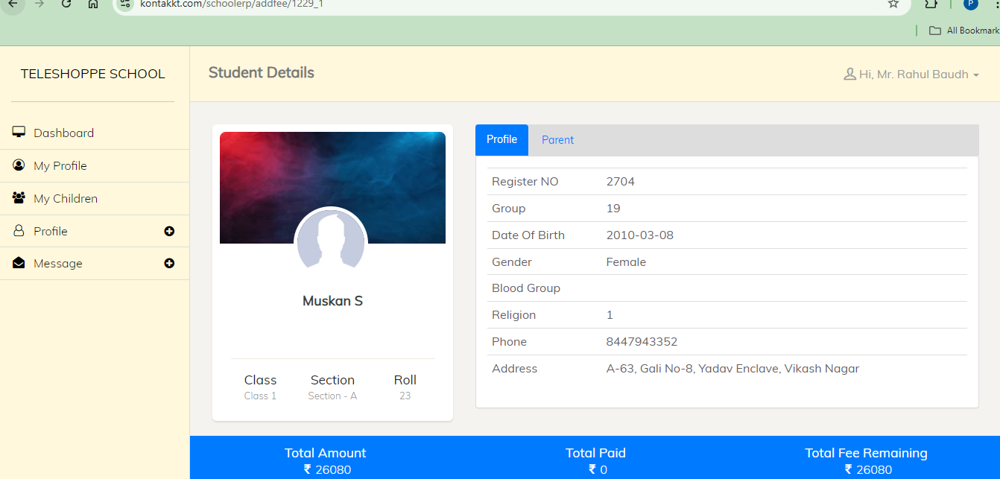 kontakkt.com/schoolerp/addfee/1229_1
P
All Bookmark
TELESHOPPE SCHOOL
Student Details
Hi, Mr. Rahul Baudh
Dashboard
My Profile
My Children
Profile
Message
Muskan S
Class Section Roll
Class 1 Section - A 23
Profile Parent
Register NO 2704
Group 19
Date Of Birth 2010-03-08
Gender Female
Blood Group
Religion 1
Phone 8447943352
Address A-63, Gali No-8, Yadav Enclave, Vikash Nagar
Total Amount Total Paid Total Fee Remaining
₹ 26080 ₹ 0 ₹ 26080